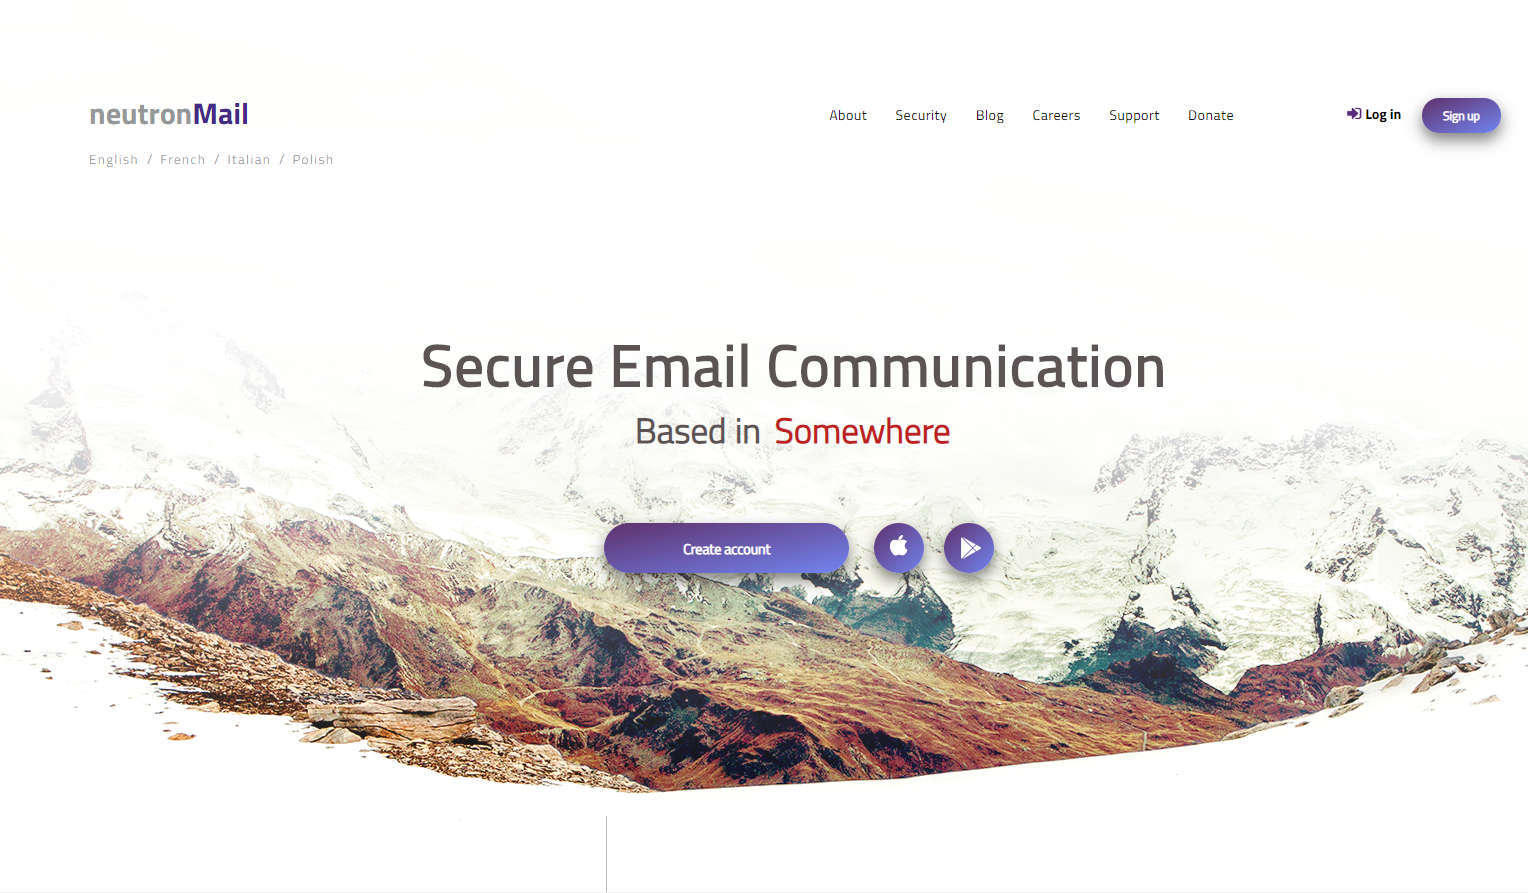 neutronMail
About Security Blog Careers Support Donate
Log in
Sign up
English / French / Italian / Polish
Secure Email Communication
Based in Somewhere
Create account